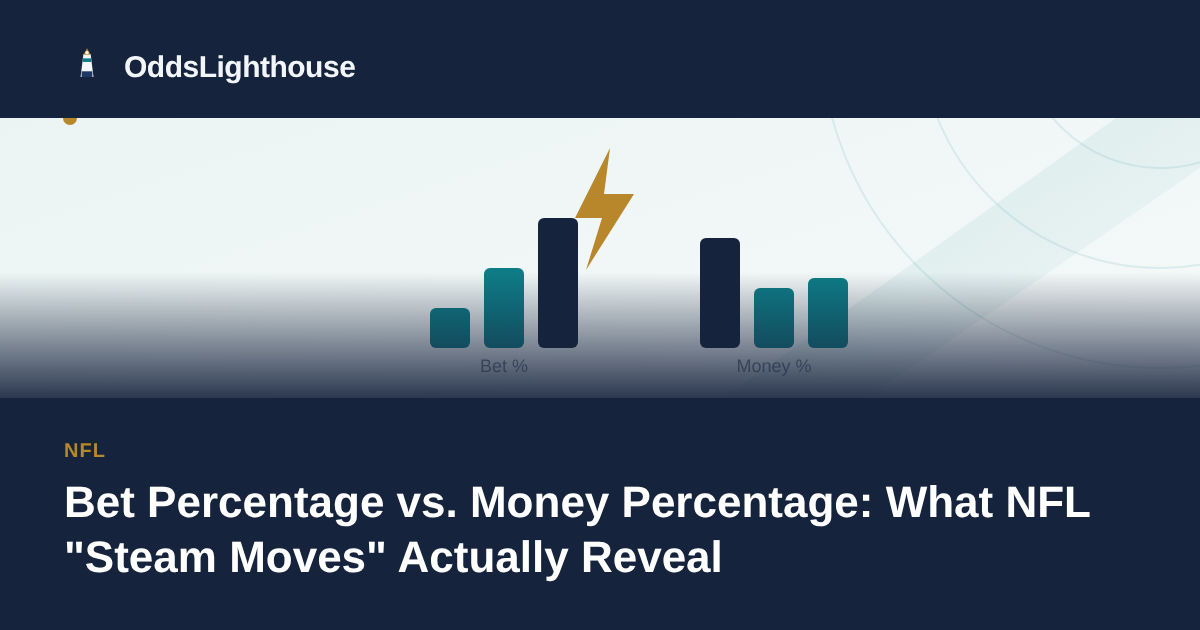 OddsLighthouse
Bet %
Money %
NFL
Bet Percentage vs. Money Percentage: What NFL
"Steam Moves" Actually Reveal